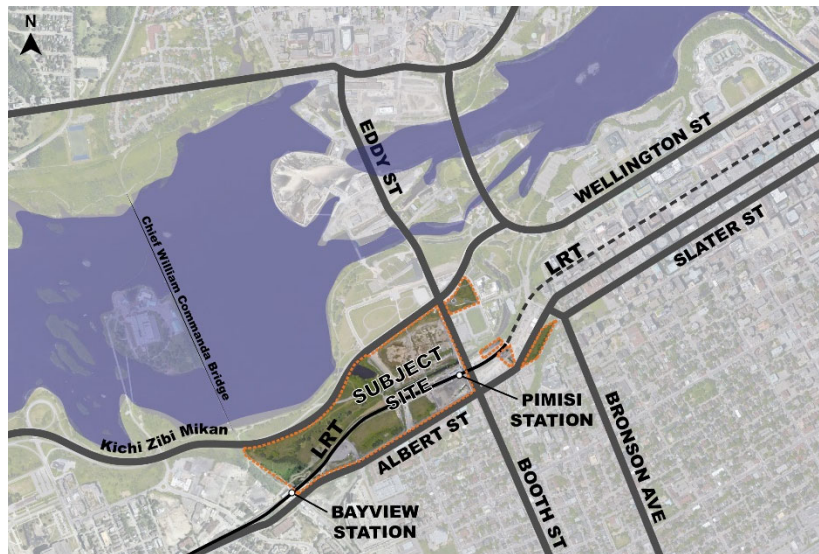 N
EDDY ST
WELLINGTON ST
LRT
SLATER ST
Chief William Commanda Bridge
SUBJECT
SITE
PIMISI
STATION
Kichi Zibi Mikan
LRT
ALBERT ST
BRONSON AVE
BAYVIEW
STATION
BOOTH ST